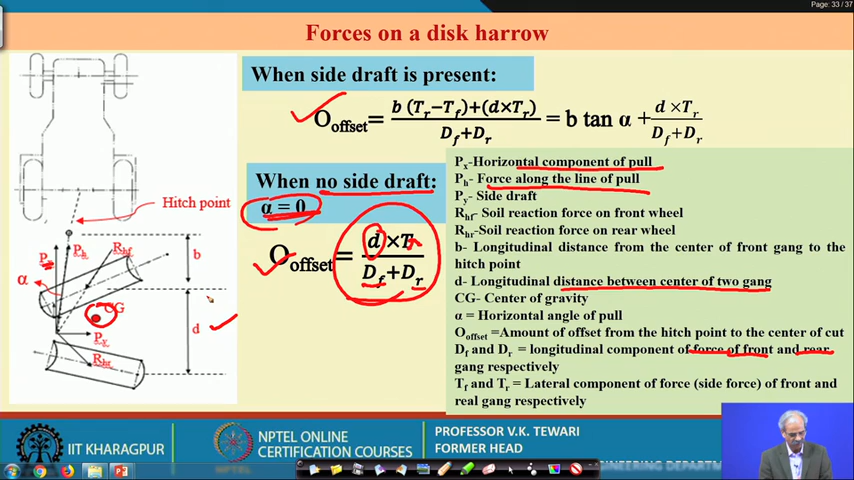 Page: 33 / 37
Forces on a disk harrow
When side draft is present:
O_offset = b (T_r−T_f)+(d×T_r) / D_f+D_r = b tan α + d ×T_r / D_f+D_r
When no side draft:
α = 0
O_offset = d ×T_r / D_f+D_r
P_x-Horizontal component of pull
P_h- Force along the line of pull
P_y- Side draft
R_hf- Soil reaction force on front wheel
R_hr-Soil reaction force on rear wheel
b- Longitudinal distance from the center of front gang to the
hitch point
d- Longitudinal distance between center of two gang
CG- Center of gravity
α = Horizontal angle of pull
O_offset =Amount of offset from the hitch point to the center of cut
D_f and D_r = longitudinal component of force of front and rear
gang respectively
T_f and T_r = Lateral component of force (side force) of front and
real gang respectively
Hitch point
P_x
P_h
R_hf
b
α
CG
d
P_y
R_hr
IIT KHARAGPUR
NPTEL ONLINE
CERTIFICATION COURSES
NPTEL
PROFESSOR V.K. TEWARI
FORMER HEAD